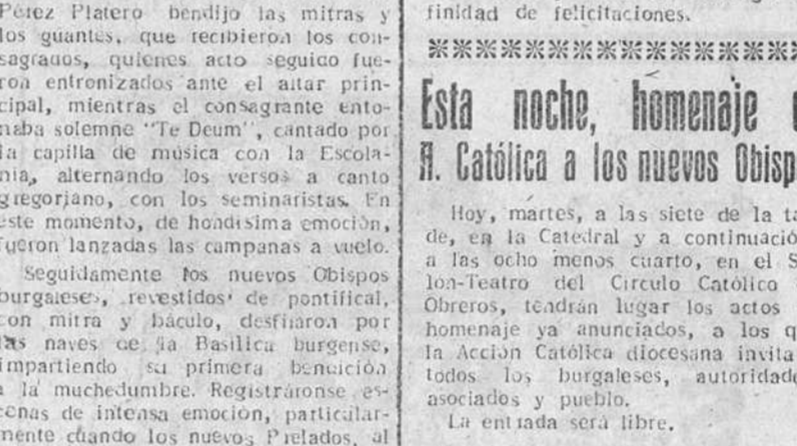 Pérez Platero bendijo las mitras y
los guantes, que recibieron los con-
sagrados, quienes acto seguido fue-
ron entronizados ante el altar prin-
cipal, mientras el consagrante ento-
naba solemne "Te Deum", cantado por
la capilla de música con la Escola-
nía, alternando los versos a canto
gregoriano, con los seminaristas. En
este momento, de hondísima emoción,
fueron lanzadas las campanas a vuelo.
Seguidamente los nuevos Obispos
burgaleses, revestidos de pontifical,
con mitra y báculo, desfilaron por
las naves de la Basílica burgense,
impartiendo su primera bendición
a la muchedumbre. Registráronse es-
cenas de intensa emoción, particular-
mente cuando los nuevos Prelados, al
finidad de felicitaciones.
Esta noche, homenaje
A. Católica a los nuevos Obisp
Hoy, martes, a las siete de la ta
de, en la Catedral y a continuació
a las ocho menos cuarto, en el S
lon-Teatro del Circulo Católico
Obreros, tendrán lugar los actos
homenaje ya anunciados, a los q
la Acción Católica diocesana invita
todos los burgaleses, autoridade
asociados y pueblo.
La entrada será libre.